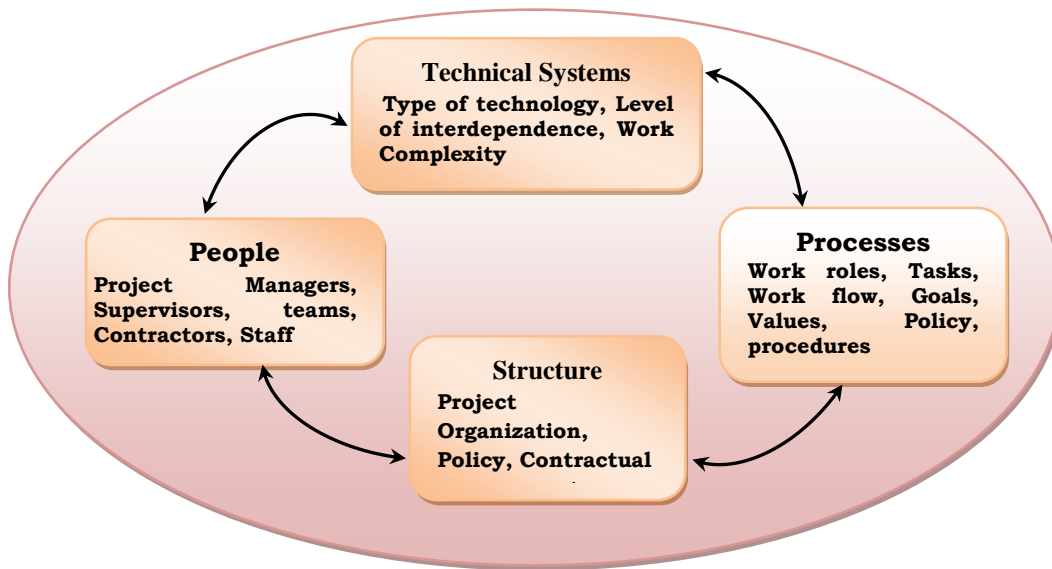 Technical Systems
Type of technology, Level
of interdependence, Work
Complexity
People
Project Managers,
Supervisors, teams,
Contractors, Staff
Processes
Work roles, Tasks,
Work flow, Goals,
Values, Policy,
procedures
Structure
Project
Organization,
Policy, Contractual